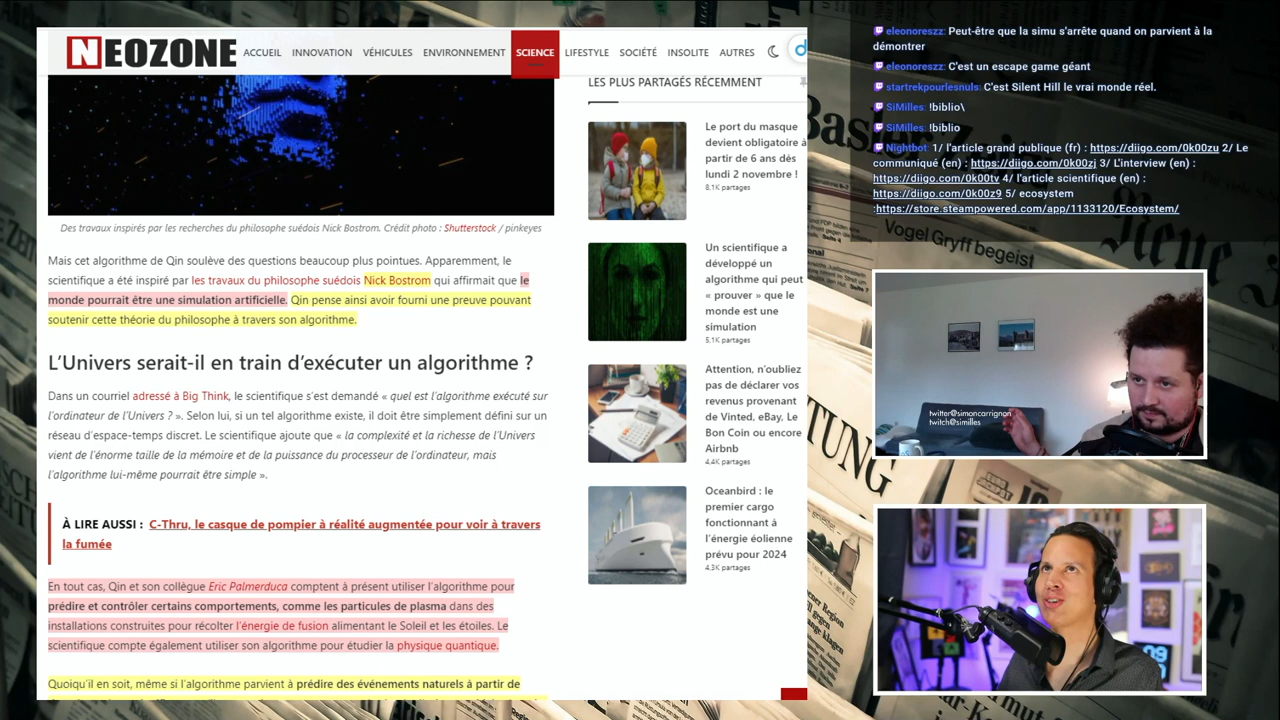 NEOZONE
ACCUEIL INNOVATION VÉHICULES ENVIRONNEMENT SCIENCE LIFESTYLE SOCIÉTÉ INSOLITE AUTRES
Des travaux inspirés par les recherches du philosophe suédois Nick Bostrom. Crédit photo : Shutterstock / pinkeyes
Mais cet algorithme de Qin soulève des questions beaucoup plus pointues. Apparemment, le
scientifique a été inspiré par les travaux du philosophe suédois Nick Bostrom qui affirmait que le
monde pourrait être une simulation artificielle. Qin pense ainsi avoir fourni une preuve pouvant
soutenir cette théorie du philosophe à travers son algorithme.
L'Univers serait-il en train d'exécuter un algorithme ?
Dans un courriel adressé à Big Think, le scientifique s'est demandé « quel est l'algorithme exécuté sur
l'ordinateur de l'Univers ? ». Selon lui, si un tel algorithme existe, il doit être simplement défini sur un
réseau d'espace-temps discret. Le scientifique ajoute que « la complexité et la richesse de l'Univers
vient de l'énorme taille de la mémoire et de la puissance du processeur de l'ordinateur, mais
l'algorithme lui-même pourrait être simple ».
À LIRE AUSSI : C-Thru, le casque de pompier à réalité augmentée pour voir à travers
la fumée
En tout cas, Qin et son collègue Eric Palmerduca comptent à présent utiliser l'algorithme pour
prédire et contrôler certains comportements, comme les particules de plasma dans des
installations construites pour récolter l'énergie de fusion alimentant le Soleil et les étoiles. Le
scientifique compte également utiliser son algorithme pour étudier la physique quantique.
Quoiqu'il en soit, même si l'algorithme parvient à prédire des événements naturels à partir de
LES PLUS PARTAGÉS RÉCEMMENT
Le port du masque
devient obligatoire à
partir de 6 ans dès
lundi 2 novembre !
8,1K partages
Un scientifique a
développé un
algorithme qui peut
« prouver » que le
monde est une
simulation
5,1K partages
Attention, n'oubliez
pas de déclarer vos
revenus provenant
de Vinted, eBay, Le
Bon Coin ou encore
Airbnb
4,4K partages
Oceanbird : le
premier cargo
fonctionnant à
l'énergie éolienne
prévu pour 2024
4,3K partages
eleonoreszz: Peut-être que la simu s'arrête quand on parvient à la
démontrer
eleonoreszz: C'est un escape game géant
startrekpourlesnuls: C'est Silent Hill le vrai monde réel.
SiMilles: !biblio\
SiMilles: !biblio
Nightbot: 1/ l'article grand publique (fr) : https://diigo.com/0k00zu 2/ Le
communiqué (en) : https://diigo.com/0k00zj 3/ L'interview (en) :
https://diigo.com/0k00tv 4/ l'article scientifique (en) :
https://diigo.com/0k00z9 5/ ecosystem
:https://store.steampowered.com/app/1133120/Ecosystem/
Vogel Gryff begeist
twitter@simoncarrignon
twitch@similles